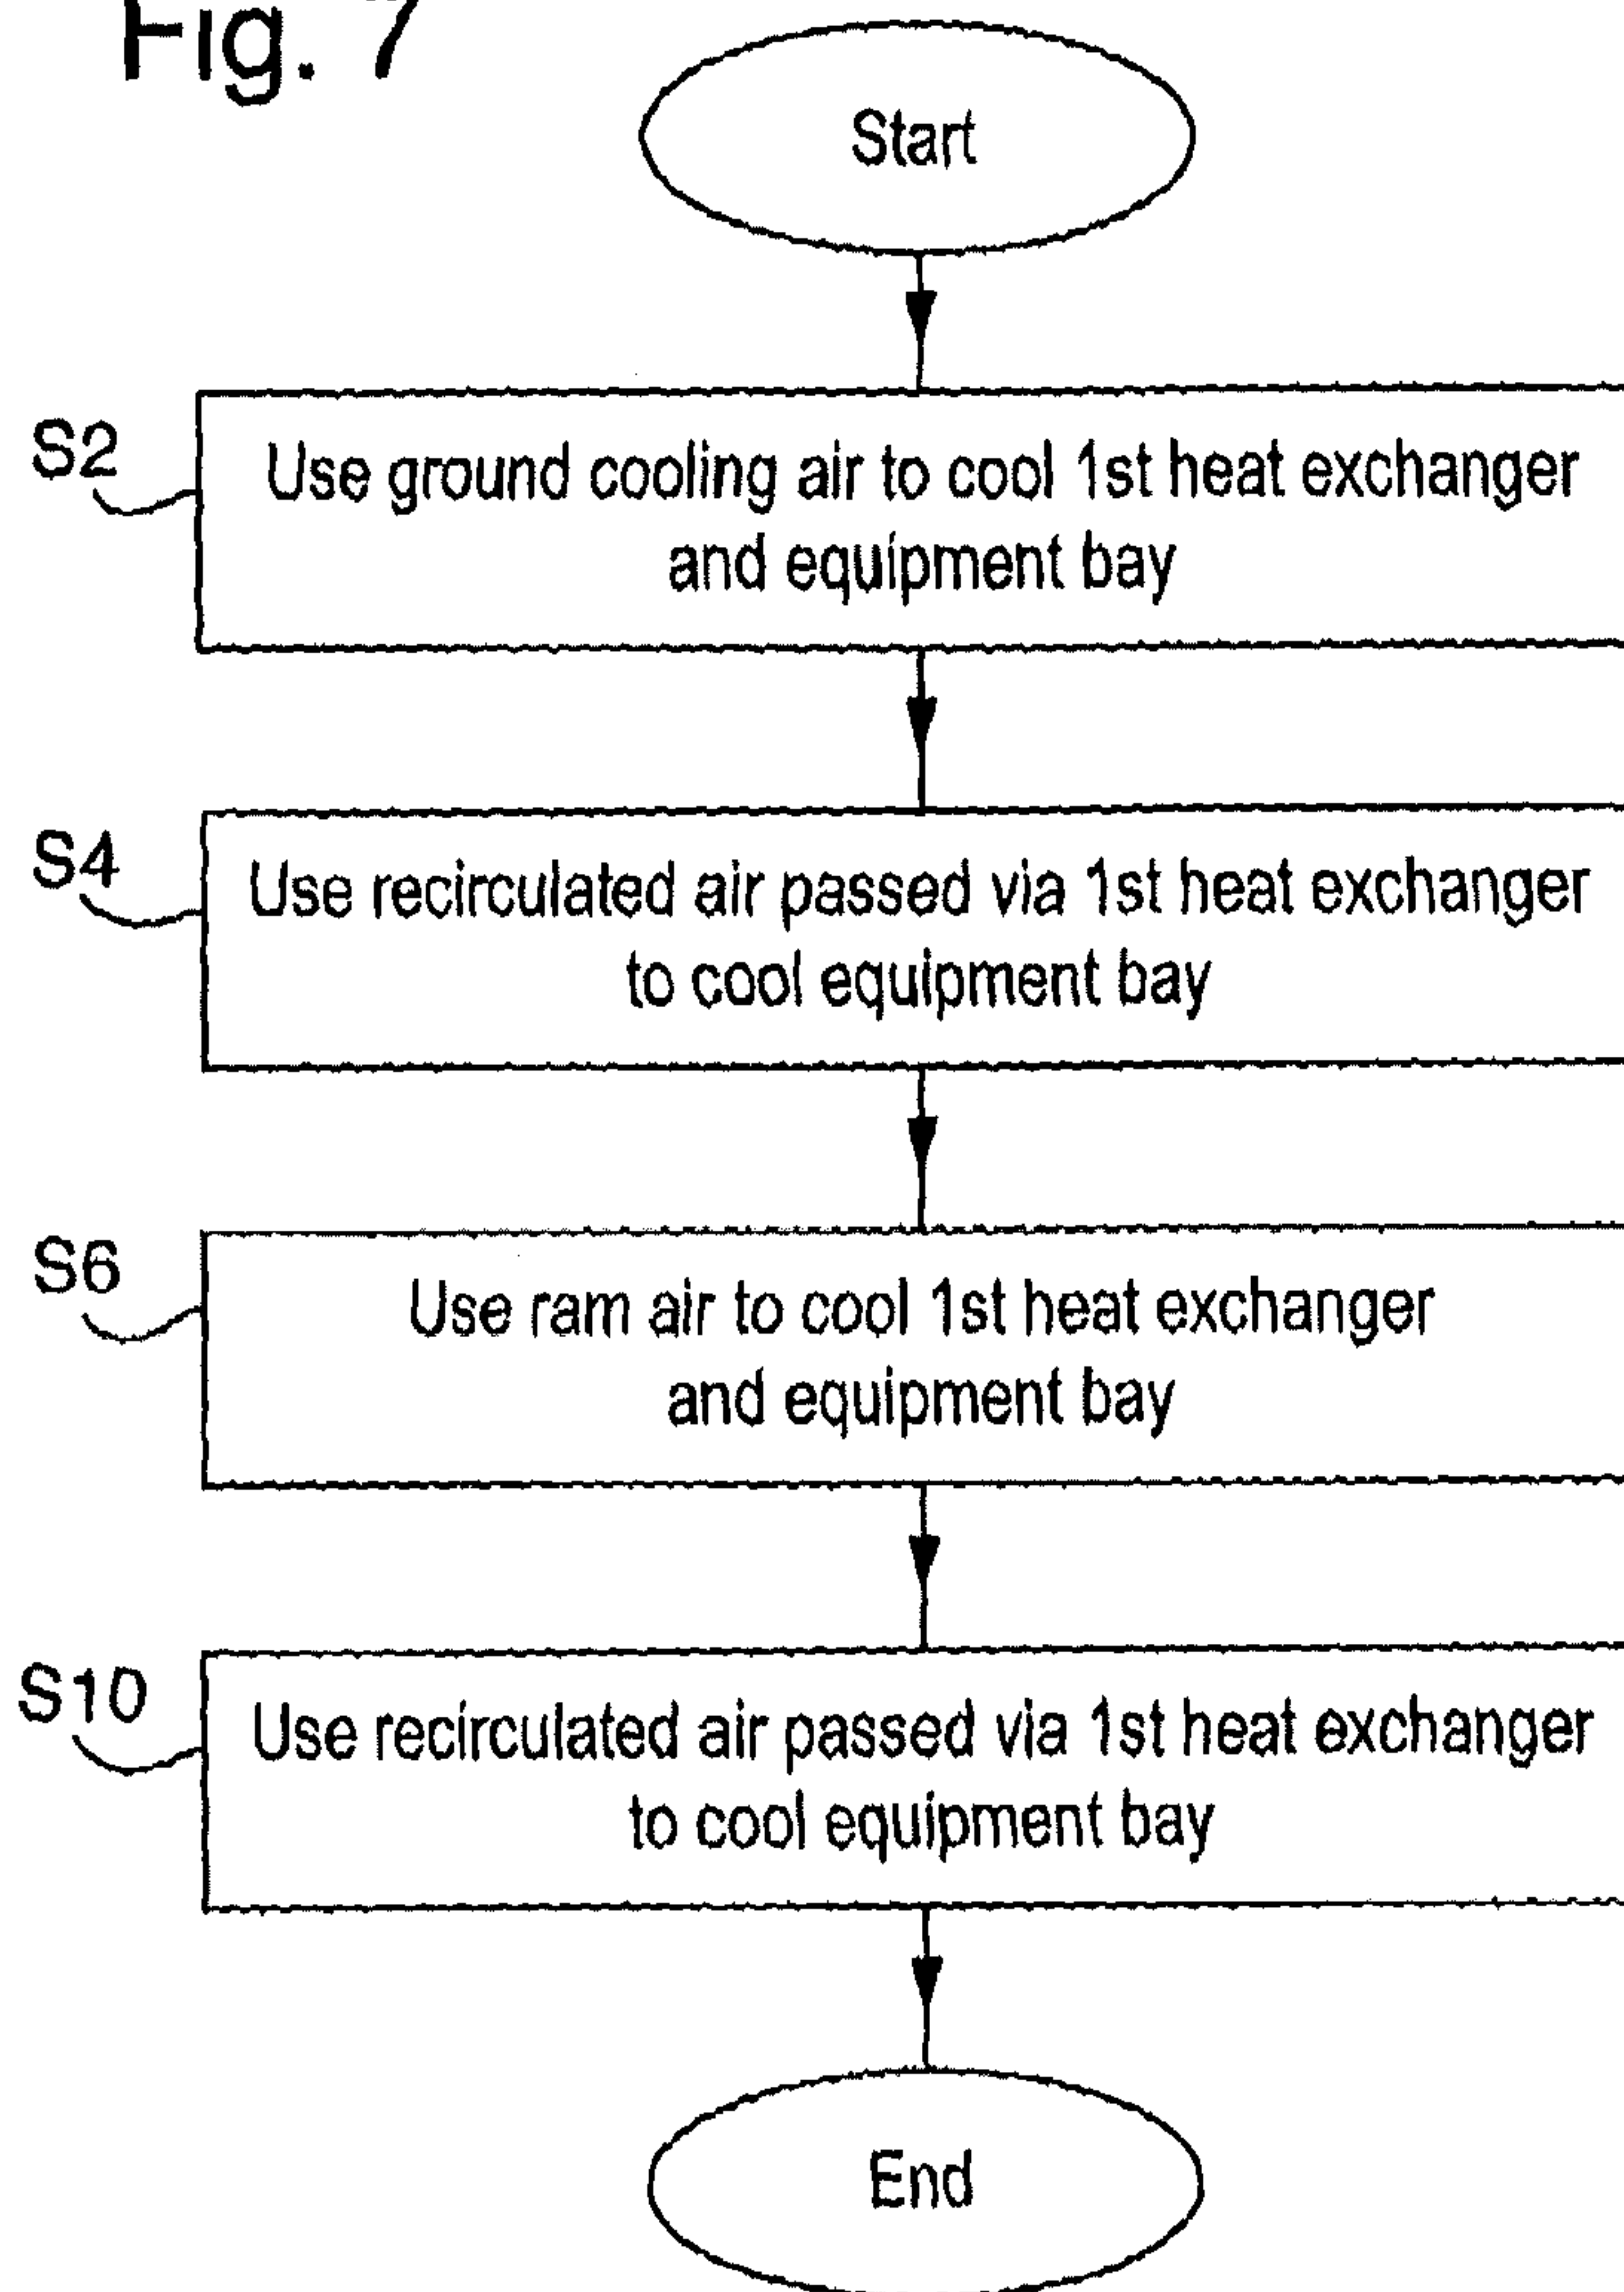 Fig. 7
Start
S2
Use ground cooling air to cool 1st heat exchanger
and equipment bay
S4
Use recirculated air passed via 1st heat exchanger
to cool equipment bay
S6
Use ram air to cool 1st heat exchanger
and equipment bay
S10
Use recirculated air passed via 1st heat exchanger
to cool equipment bay
End